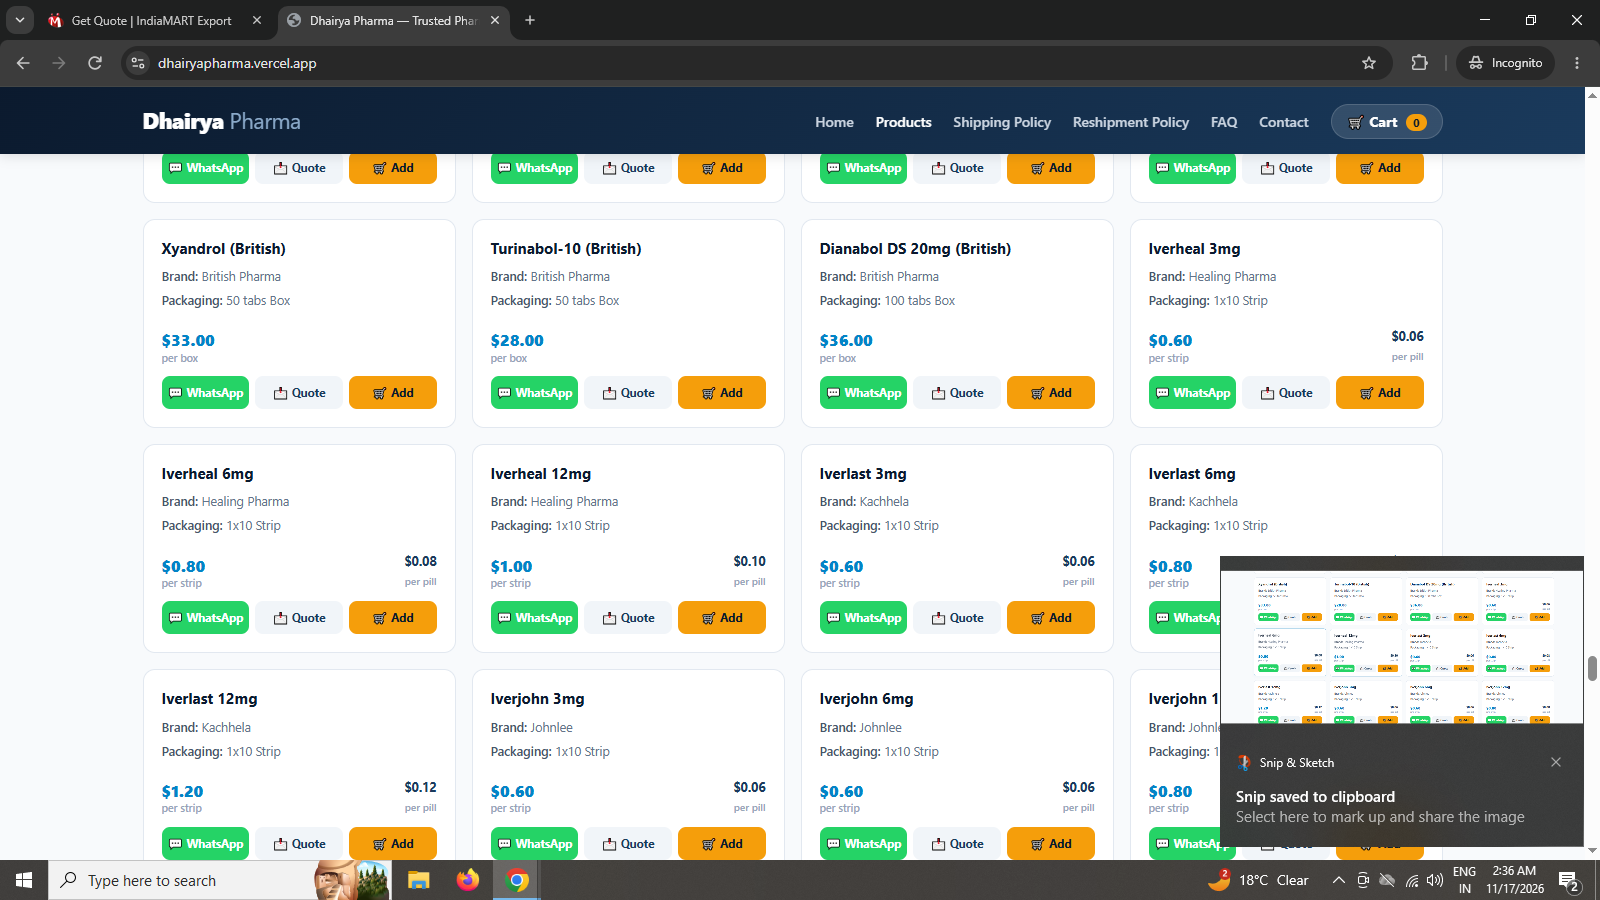 Get Quote | IndiaMART Export
Dhairya Pharma — Trusted Phar
dhairyapharma.vercel.app
Incognito
Dhairya Pharma
Home Products Shipping Policy Reshipment Policy FAQ Contact Cart 0
WhatsApp Quote Add WhatsApp Quote Add WhatsApp Quote Add WhatsApp Quote Add
Xyandrol (British) Turinabol-10 (British) Dianabol DS 20mg (British) Iverheal 3mg
Brand: British Pharma Brand: British Pharma Brand: British Pharma Brand: Healing Pharma
Packaging: 50 tabs Box Packaging: 50 tabs Box Packaging: 100 tabs Box Packaging: 1x10 Strip
$33.00 $28.00 $36.00 $0.60 $0.06
per box per box per box per strip per pill
WhatsApp Quote Add WhatsApp Quote Add WhatsApp Quote Add WhatsApp Quote Add
Iverheal 6mg Iverheal 12mg Iverlast 3mg Iverlast 6mg
Brand: Healing Pharma Brand: Healing Pharma Brand: Kachhela Brand: Kachhela
Packaging: 1x10 Strip Packaging: 1x10 Strip Packaging: 1x10 Strip Packaging: 1x10 Strip
$0.80 $0.08 $1.00 $0.10 $0.60 $0.06 $0.80
per strip per pill per strip per pill per strip per pill per strip
WhatsApp Quote Add WhatsApp Quote Add WhatsApp Quote Add WhatsA
Iverlast 12mg Iverjohn 3mg Iverjohn 6mg Iverjohn 1
Brand: Kachhela Brand: Johnlee Brand: Johnlee Brand: Johnle
Packaging: 1x10 Strip Packaging: 1x10 Strip Packaging: 1x10 Strip Packaging: 1
$1.20 $0.12 $0.60 $0.06 $0.60 $0.06 $0.80
per strip per pill per strip per pill per strip per pill per strip
WhatsApp Quote Add WhatsApp Quote Add WhatsApp Quote Add WhatsApp
Snip & Sketch
Snip saved to clipboard
Select here to mark up and share the image
Type here to search
2
18°C Clear
ENG
IN
2:36 AM
11/17/2026
2